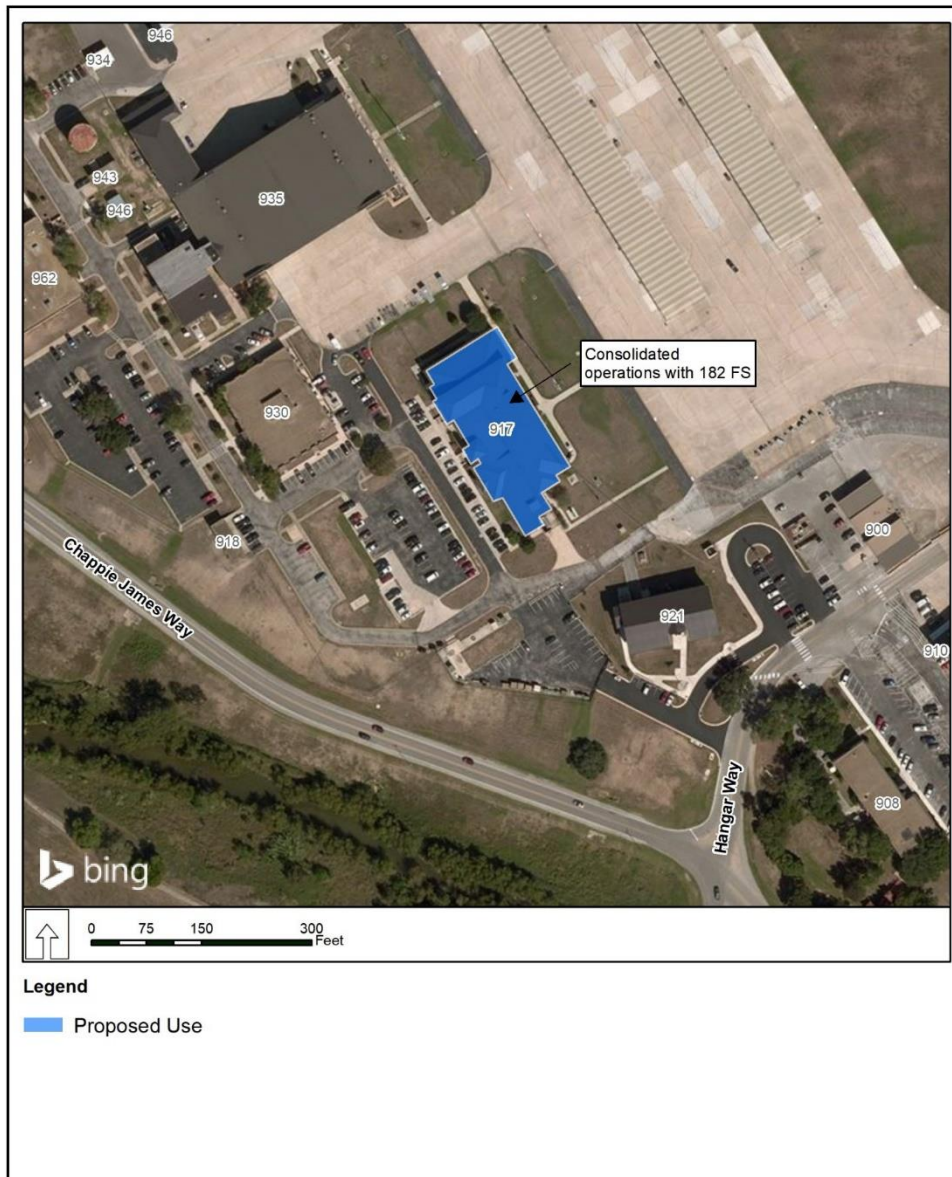 946
934
943
946
935
962
Consolidated
operations with 182 FS
930
917
918
900
921
910
Chappie James Way
Hangar Way
908
bing
0 75 150 300
Feet
Legend
Proposed Use